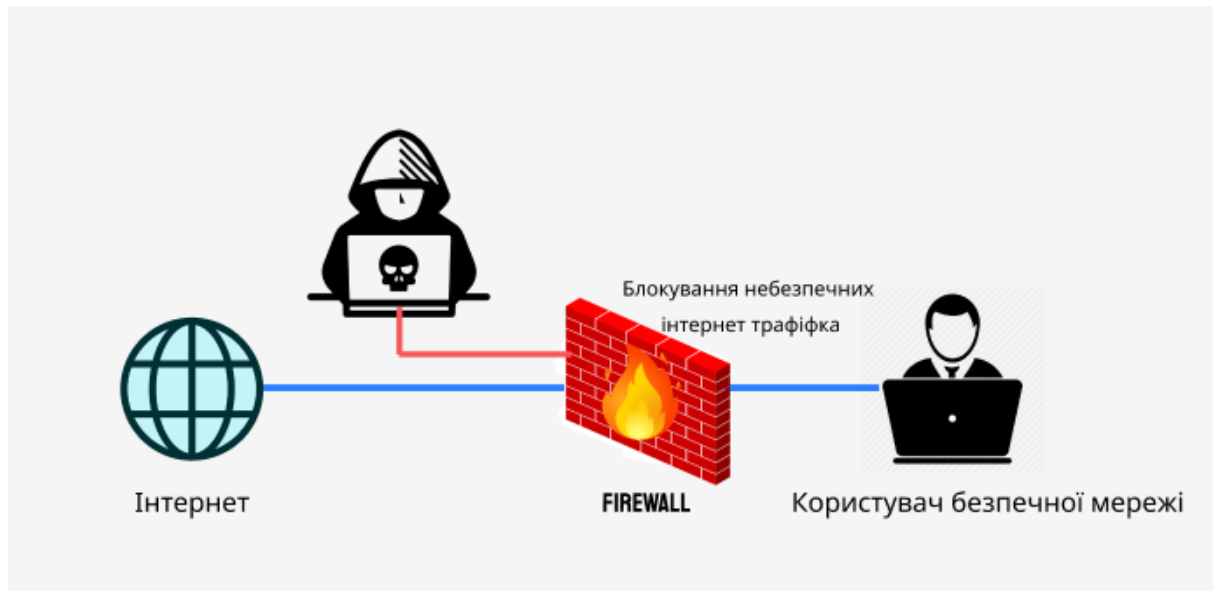 Блокування небезпечних
інтернет трафіфка
Інтернет
FIREWALL
Користувач безпечної мережі